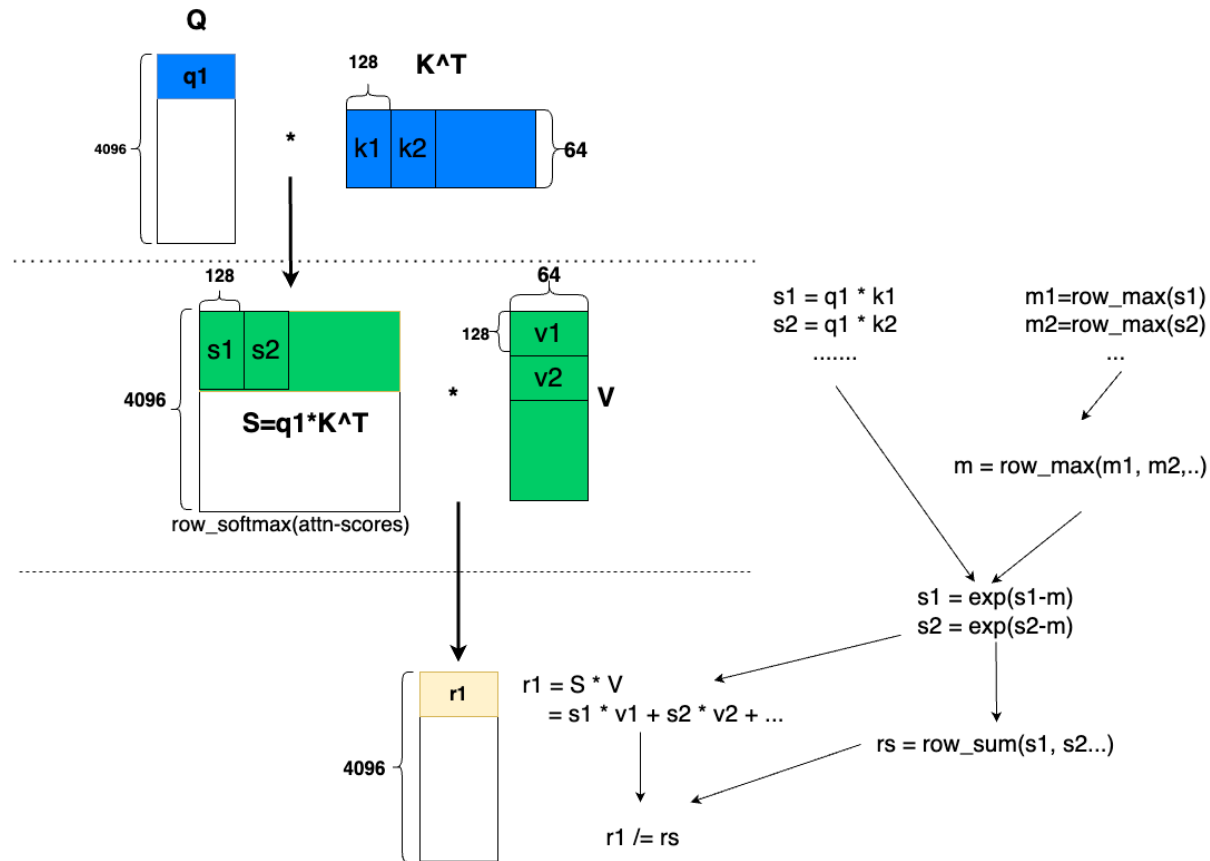 Q
q1
4096
*
128
K^T
k1
k2
64
128
s1
s2
4096
S=q1*K^T
row_softmax(attn-scores)
*
64
128
v1
v2
V
s1 = q1 * k1
s2 = q1 * k2
.......
m1=row_max(s1)
m2=row_max(s2)
...
m = row_max(m1, m2,..)
s1 = exp(s1-m)
s2 = exp(s2-m)
r1
4096
r1 = S * V
= s1 * v1 + s2 * v2 + ...
rs = row_sum(s1, s2...)
r1 /= rs